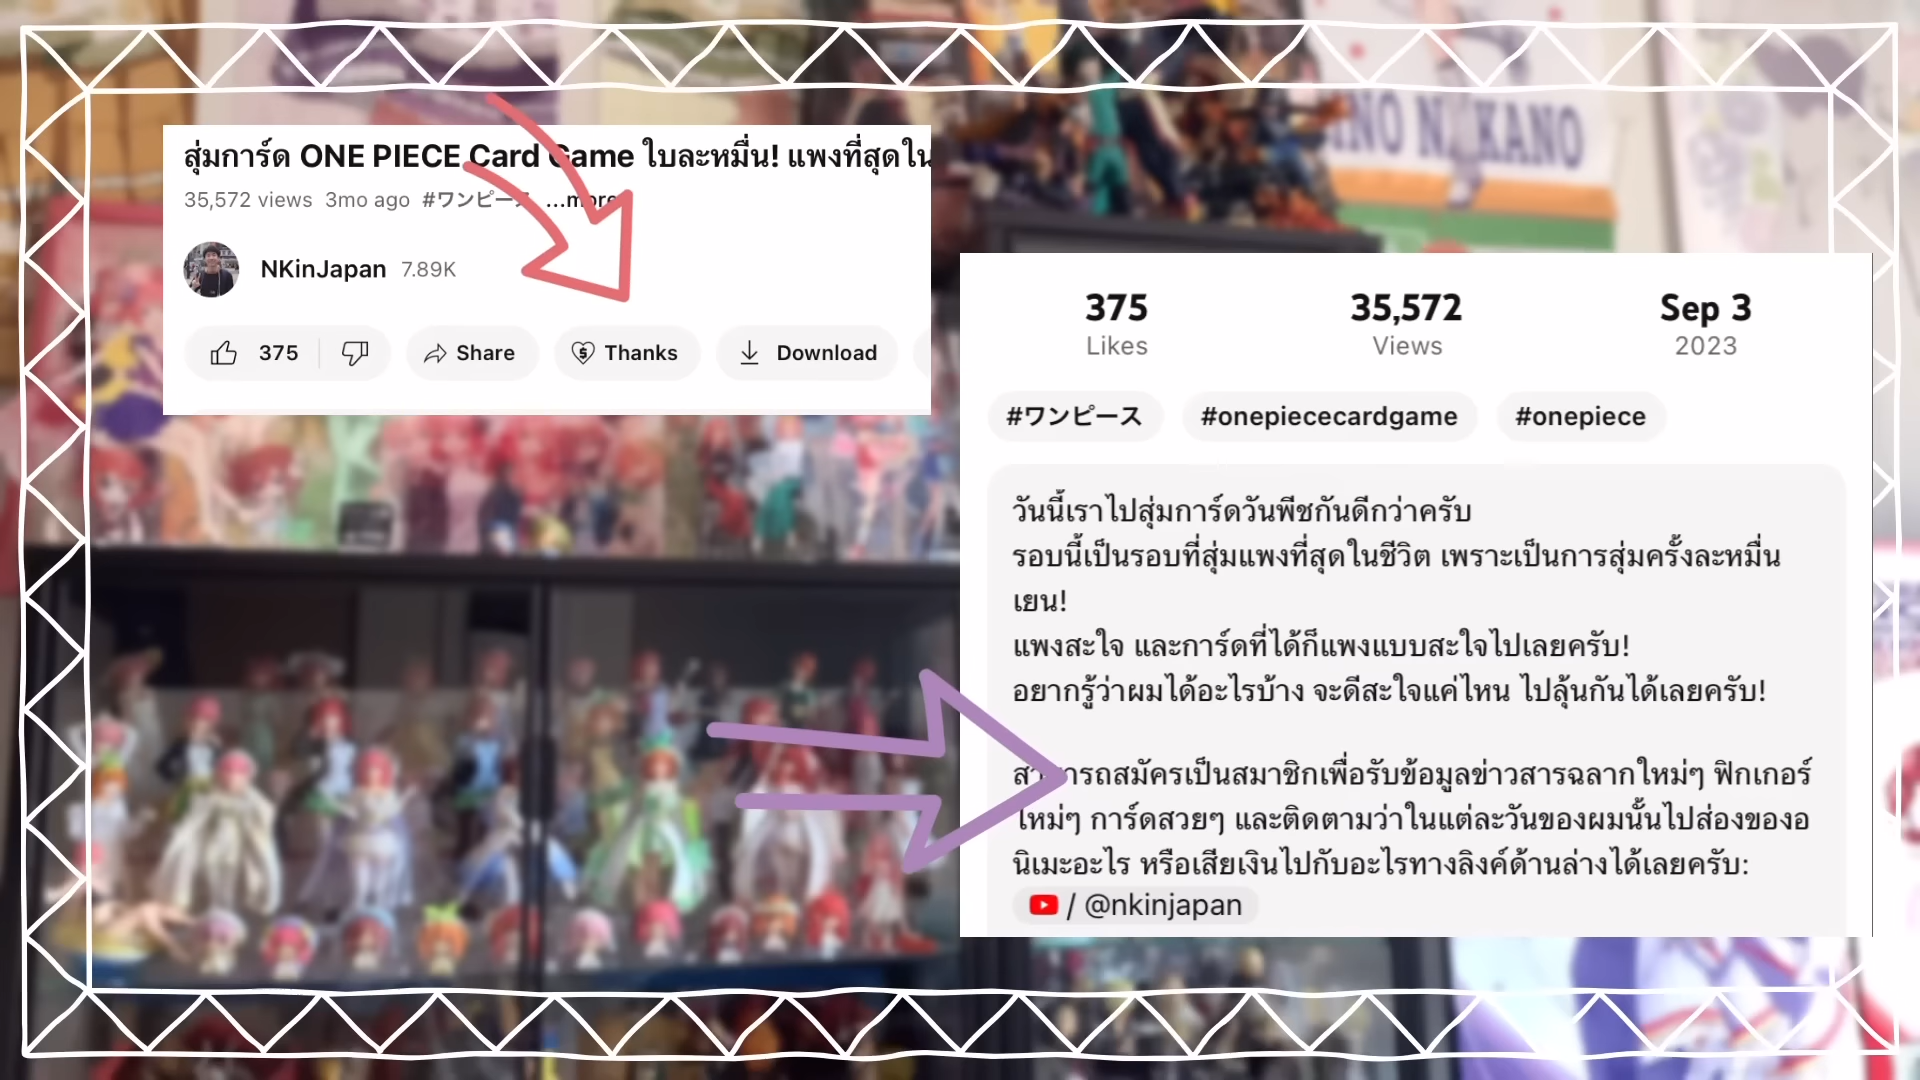 สุ่มการ์ด ONE PIECE Card Game ใบละหมื่น! แพงที่สุดใน
35,572 views 3mo ago #ワンピース ...more
NKinJapan 7.89K
375 Share Thanks Download
375 35,572 Sep 3
Likes Views 2023
#ワンピース #onepiececardgame #onepiece
วันนี้เราไปสุ่มการ์ดวันพีชกันดีกว่าครับ
รอบนี้เป็นรอบที่สุ่มแพงที่สุดในชีวิต เพราะเป็นการสุ่มครั้งละหมื่น
เยน!
แพงสะใจ และการ์ดที่ได้ก็แพงแบบสะใจไปเลยครับ!
อยากรู้ว่าผมได้อะไรบ้าง จะดีสะใจแค่ไหน ไปลุ้นกันได้เลยครับ!
สามารถสมัครเป็นสมาชิกเพื่อรับข้อมูลข่าวสารฉลากใหม่ๆ ฟิกเกอร์
ใหม่ๆ การ์ดสวยๆ และติดตามว่าในแต่ละวันของผมนั้นไปส่องของอ
นิเมะอะไร หรือเสียเงินไปกับอะไรทางลิงค์ด้านล่างได้เลยครับ:
/ @nkinjapan